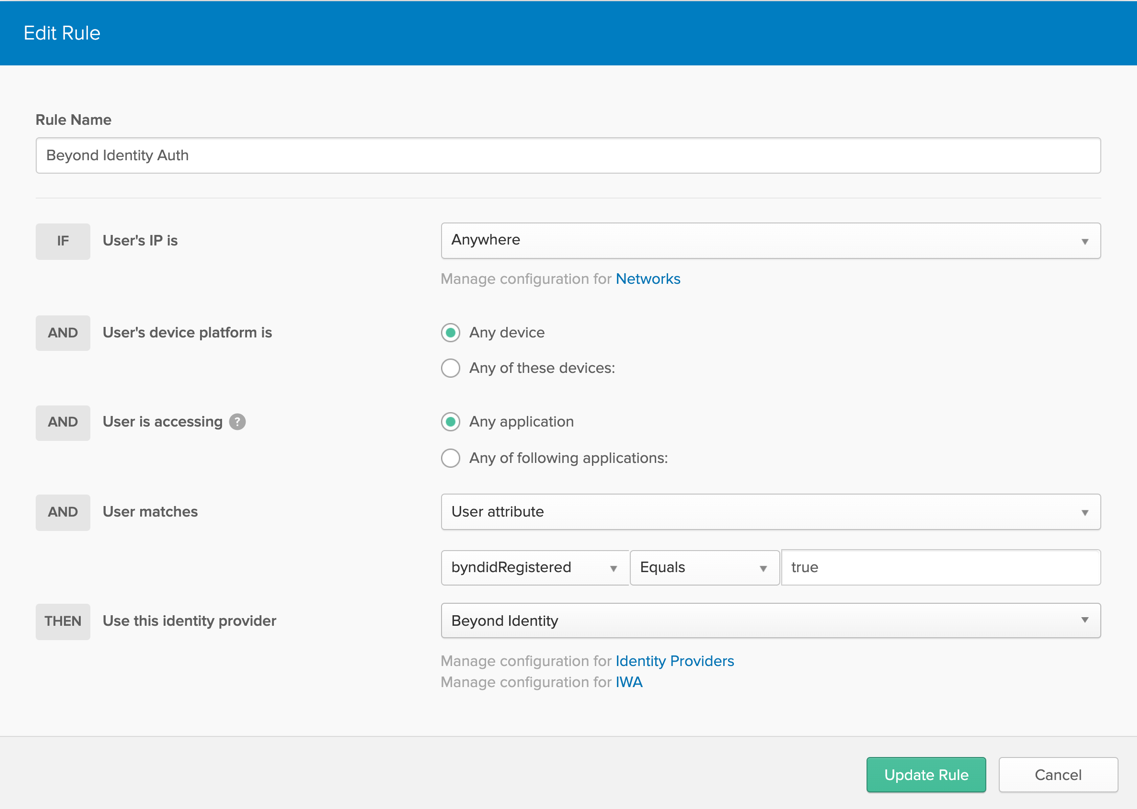 Edit Rule
Rule Name
Beyond Identity Auth
IF User's IP is Anywhere
Manage configuration for Networks
AND User's device platform is Any device
Any of these devices:
AND User is accessing ? Any application
Any of following applications:
AND User matches User attribute
byndidRegistered Equals true
THEN Use this identity provider Beyond Identity
Manage configuration for Identity Providers
Manage configuration for IWA
Update Rule Cancel